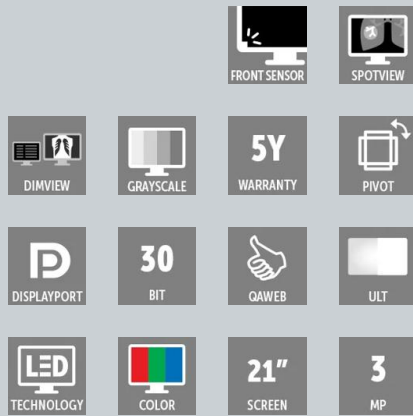 FRONT SENSOR
SPOTVIEW
DIMVIEW
GRAYSCALE
5Y
WARRANTY
PIVOT
DISPLAYPORT
30
BIT
QAWEB
ULT
LED
TECHNOLOGY
COLOR
21"
SCREEN
3
MP